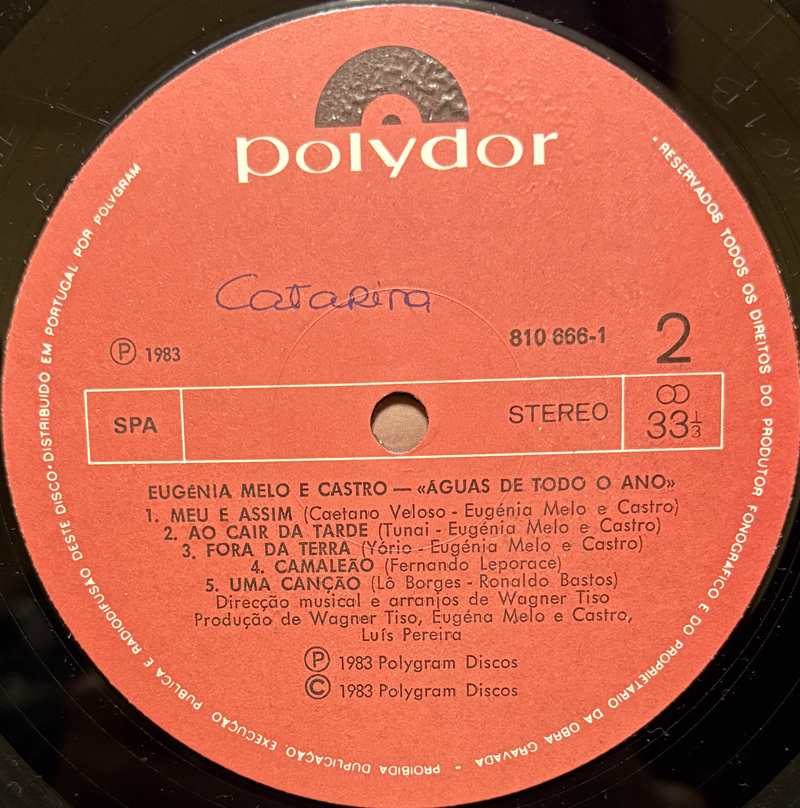 polydor
Catarina
℗ 1983
810 666-1
2
SPA
STEREO
33⅓
EUGÉNIA MELO E CASTRO — «ÁGUAS DE TODO O ANO»
1. MEU E ASSIM (Caetano Veloso - Eugénia Melo e Castro)
2. AO CAIR DA TARDE (Tunai - Eugénia Melo e Castro)
3. FORA DA TERRA (Yório - Eugénia Melo e Castro)
4. CAMALEÃO (Fernando Leporace)
5. UMA CANÇÃO (Lô Borges - Ronaldo Bastos)
Direcção musical e arranjos de Wagner Tiso
Produção de Wagner Tiso, Eugéna Melo e Castro,
Luís Pereira
℗ 1983 Polygram Discos
© 1983 Polygram Discos
• RESERVADOS TODOS OS DIREITOS DO PRODUTOR FONOGRAFICO E DO PROPRIETARIO DA OBRA GRAVADA - PROIBIDA DUPLICAÇÃO, EXECUÇÃO PUBLICA E RADIODIFUSAO DESTE DISCO•DISTRIBUIDO EM PORTUGAL POR POLYGRAM